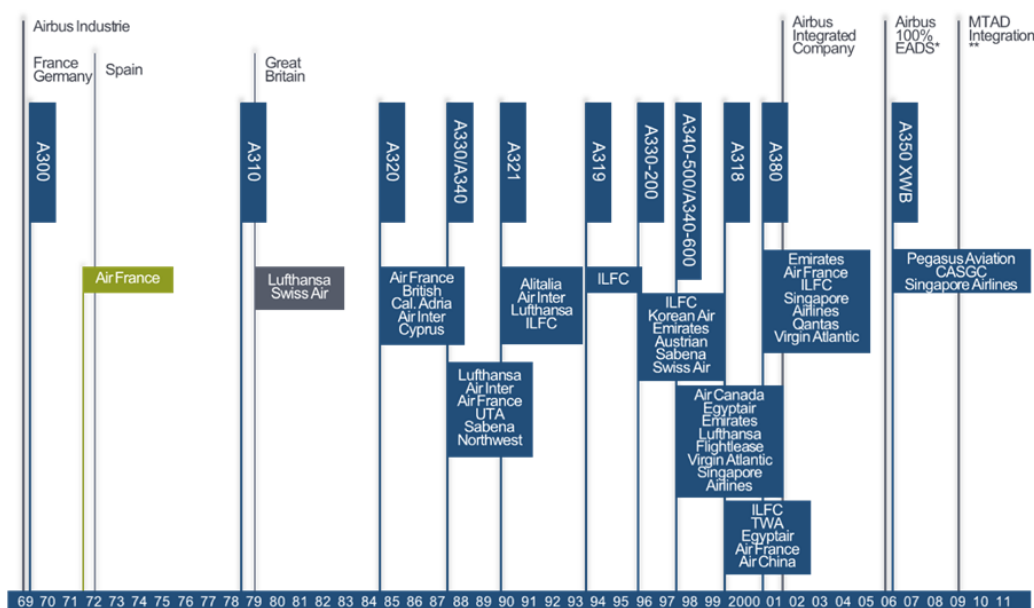 Airbus Industrie
France
Germany
Spain
Great
Britain
Airbus
Integrated
Company
Airbus
100%
EADS*
MTAD
Integration
**
A300
A310
A320
A330/A340
A321
A319
A330-200
A340-500/A340-600
A318
A380
A350 XWB
Air France
Lufthansa
Swiss Air
Air France
British
Cal. Adria
Air Inter
Cyprus
Lufthansa
Air Inter
Air France
UTA
Sabena
Northwest
Alitalia
Air Inter
Lufthansa
ILFC
ILFC
ILFC
Korean Air
Emirates
Austrian
Sabena
Swiss Air
Air Canada
Egyptair
Emirates
Lufthansa
Flightlease
Virgin Atlantic
Singapore
Airlines
ILFC
TWA
Egyptair
Air France
Air China
Emirates
Air France
ILFC
Singapore
Airlines
Qantas
Virgin Atlantic
Pegasus Aviation
CASGC
Singapore Airlines
69 70 71 72 73 74 75 76 77 78 79 80 81 82 83 84 85 86 87 88 89 90 91 92 93 94 95 96 97 98 99 2000 01 02 03 04 05 06 07 08 09 10 11